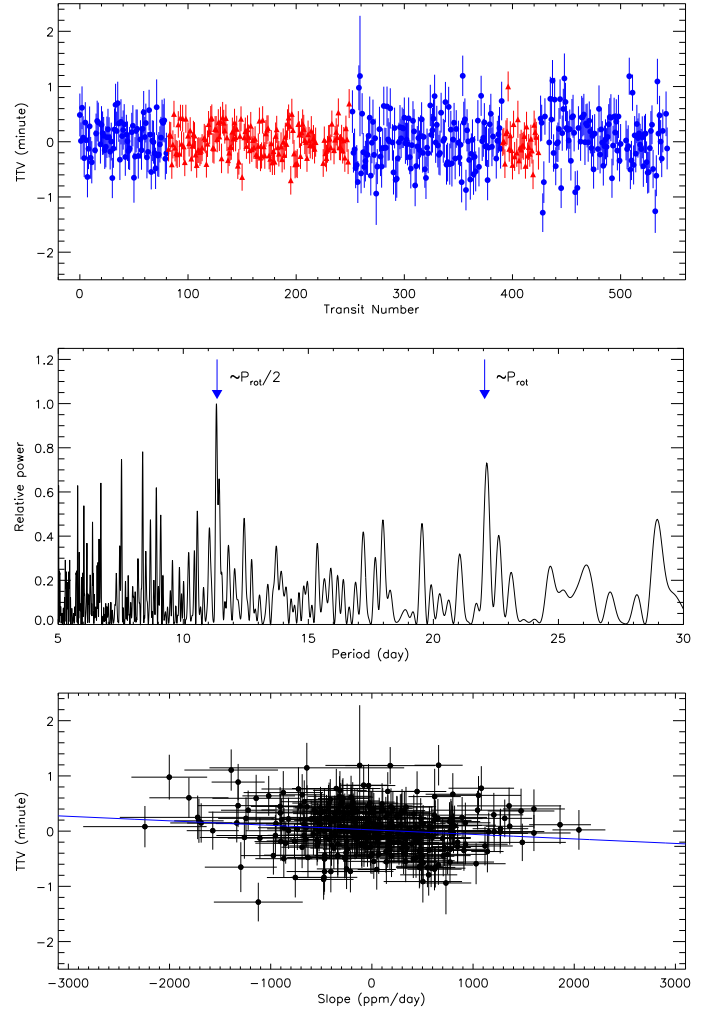 2
1
0
-1
-2
TTV (minute)
0 100 200 300 400 500
Transit Number
1.2
1.0
0.8
0.6
0.4
0.2
0.0
Relative power
~Prot/2
~Prot
5 10 15 20 25 30
Period (day)
2
1
0
-1
-2
TTV (minute)
-3000 -2000 -1000 0 1000 2000 3000
Slope (ppm/day)